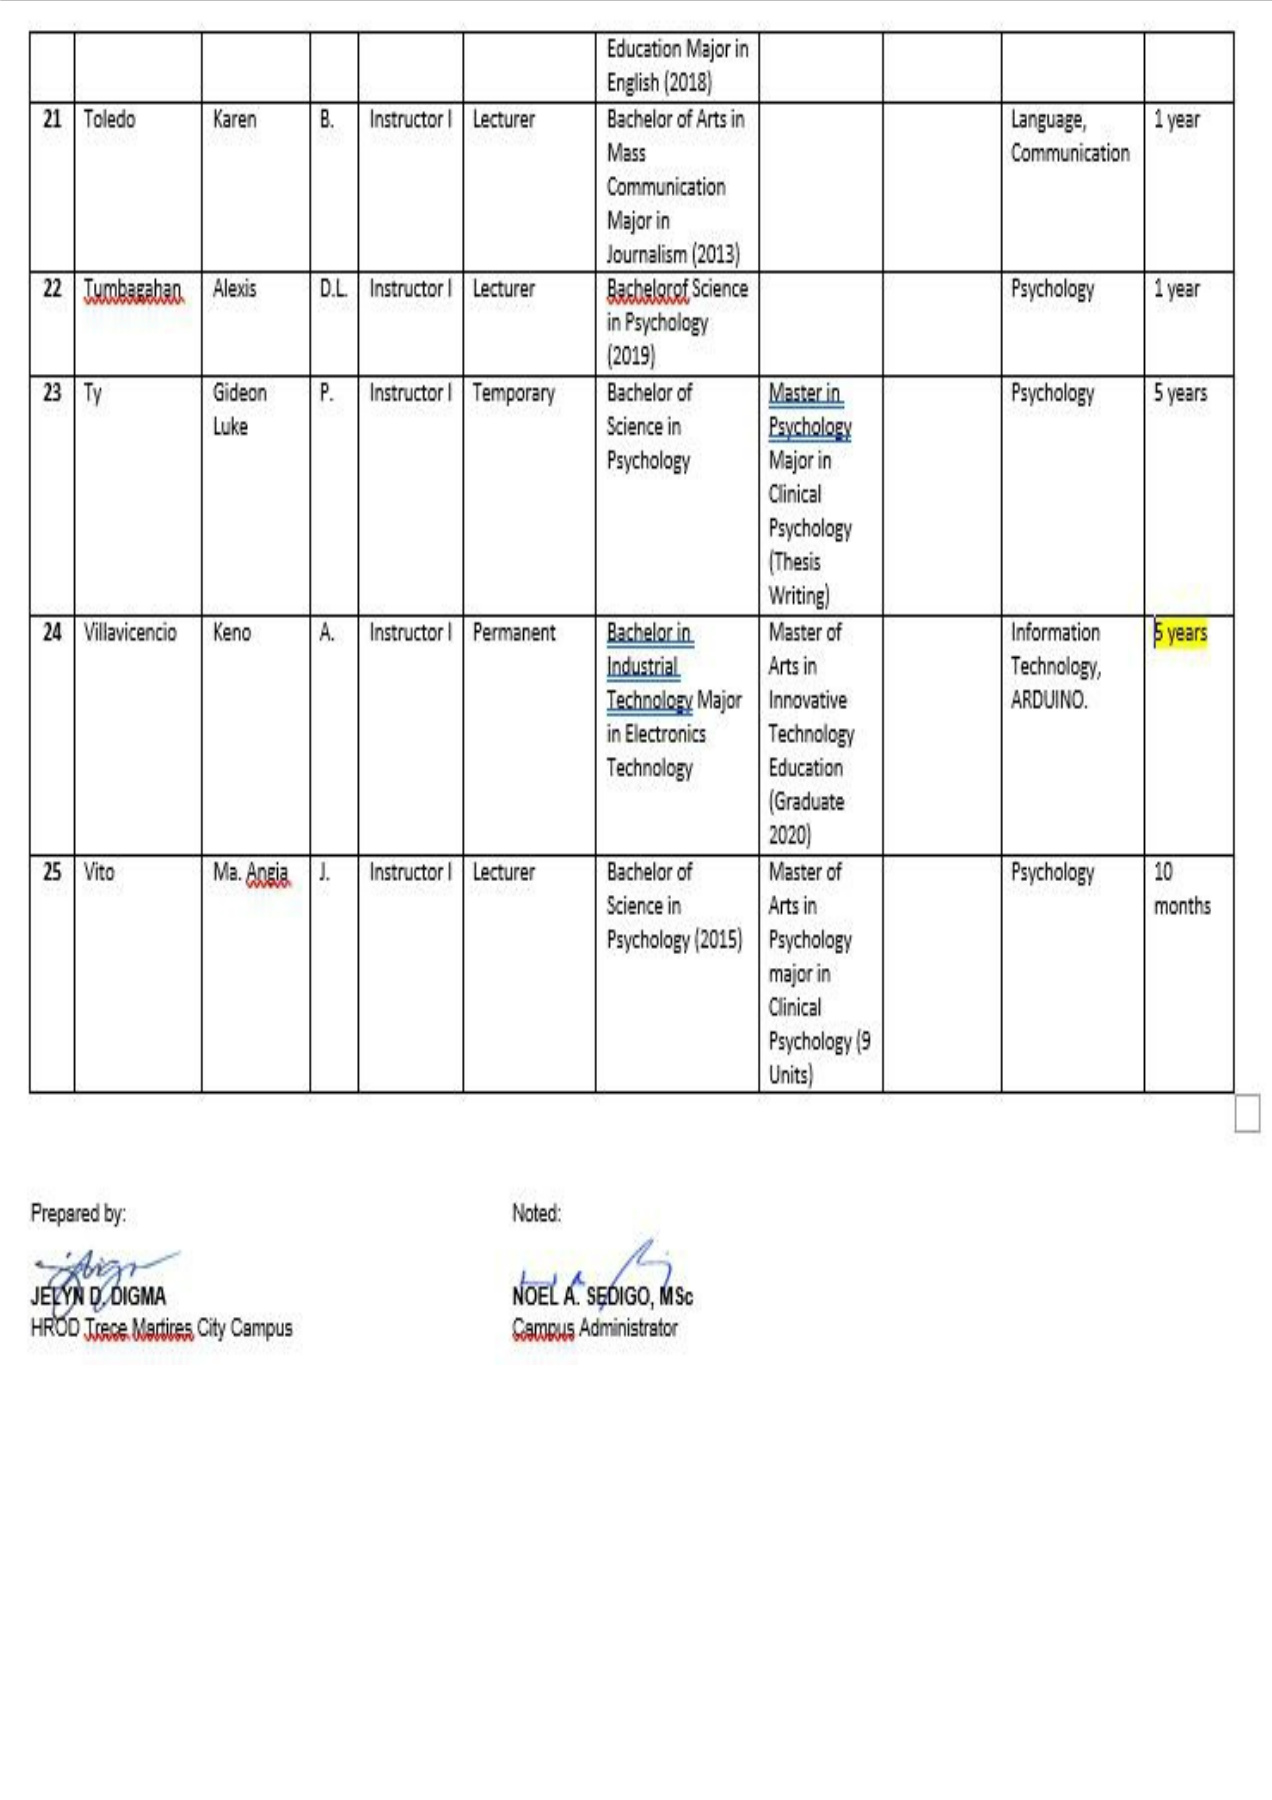 Education Major in
English (2018)
21 Toledo Karen B. Instructor I Lecturer Bachelor of Arts in Language, 1 year
Mass Communication
Communication
Major in
Journalism (2013)
22 Tumbagahan Alexis D.L. Instructor I Lecturer Bachelorof Science Psychology 1 year
in Psychology
(2019)
23 Ty Gideon P. Instructor I Temporary Bachelor of Master in Psychology 5 years
Luke Science in Psychology
Psychology Major in
Clinical
Psychology
(Thesis
Writing)
24 Villavicencio Keno A. Instructor I Permanent Bachelor in Master of Information 5 years
Industrial Arts in Technology,
Technology Major Innovative ARDUINO.
in Electronics Technology
Technology Education
(Graduate
2020)
25 Vito Ma. Angia J. Instructor I Lecturer Bachelor of Master of Psychology 10
Science in Arts in months
Psychology (2015) Psychology
major in
Clinical
Psychology (9
Units)
Prepared by: Noted:
JELYN D. DIGMA NOEL A. SEDIGO, MSc
HROD Trece Martires City Campus Campus Administrator